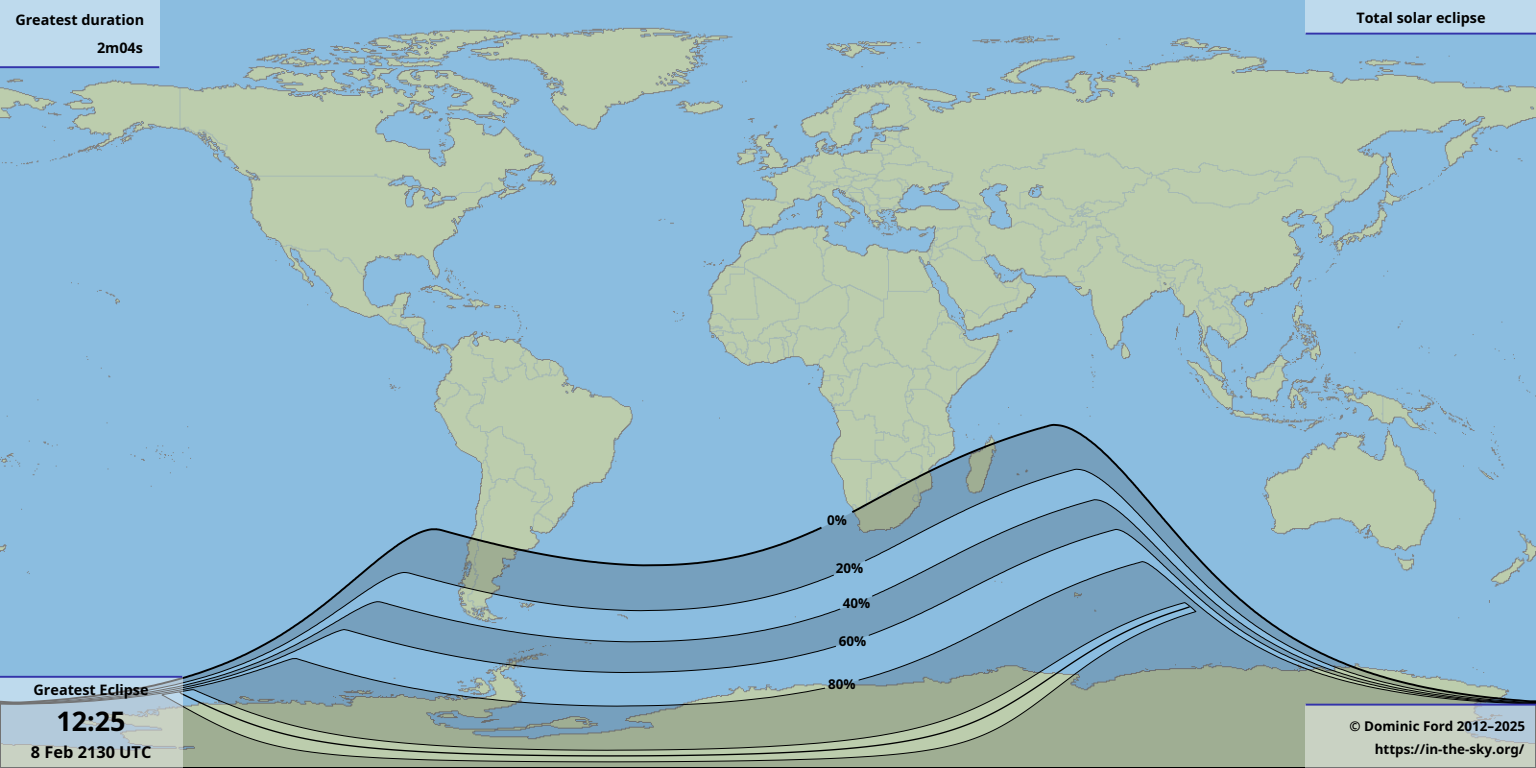 Greatest duration
2m04s
Total solar eclipse
0%
20%
40%
60%
80%
Greatest Eclipse
12:25
8 Feb 2130 UTC
© Dominic Ford 2012–2025
https://in-the-sky.org/